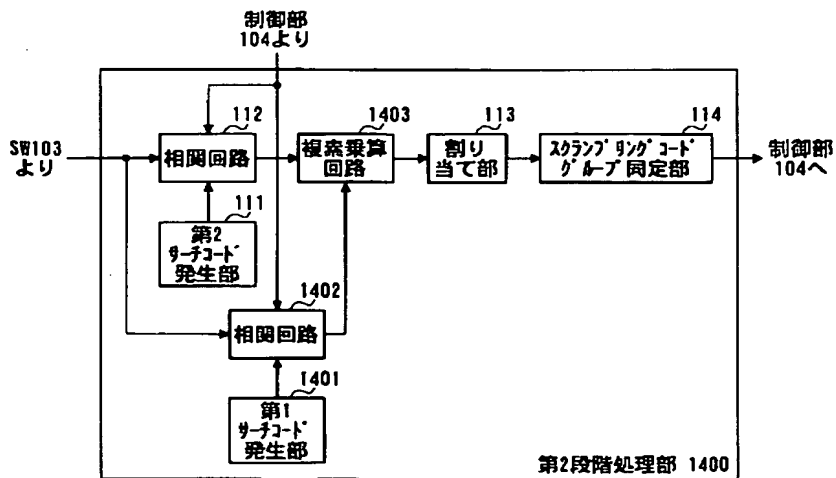 制御部
104より
SW103
より
112
相関回路
1403
複素乗算
回路
113
割り
当て部
114
ｽｸﾗﾝﾌﾞﾘﾝｸﾞｺｰﾄﾞ
ｸﾞﾙｰﾌﾟ同定部
制御部
104へ
111
第2
ｻｰﾁｺｰﾄﾞ
発生部
1402
相関回路
1401
第1
ｻｰﾁｺｰﾄﾞ
発生部
第2段階処理部 1400